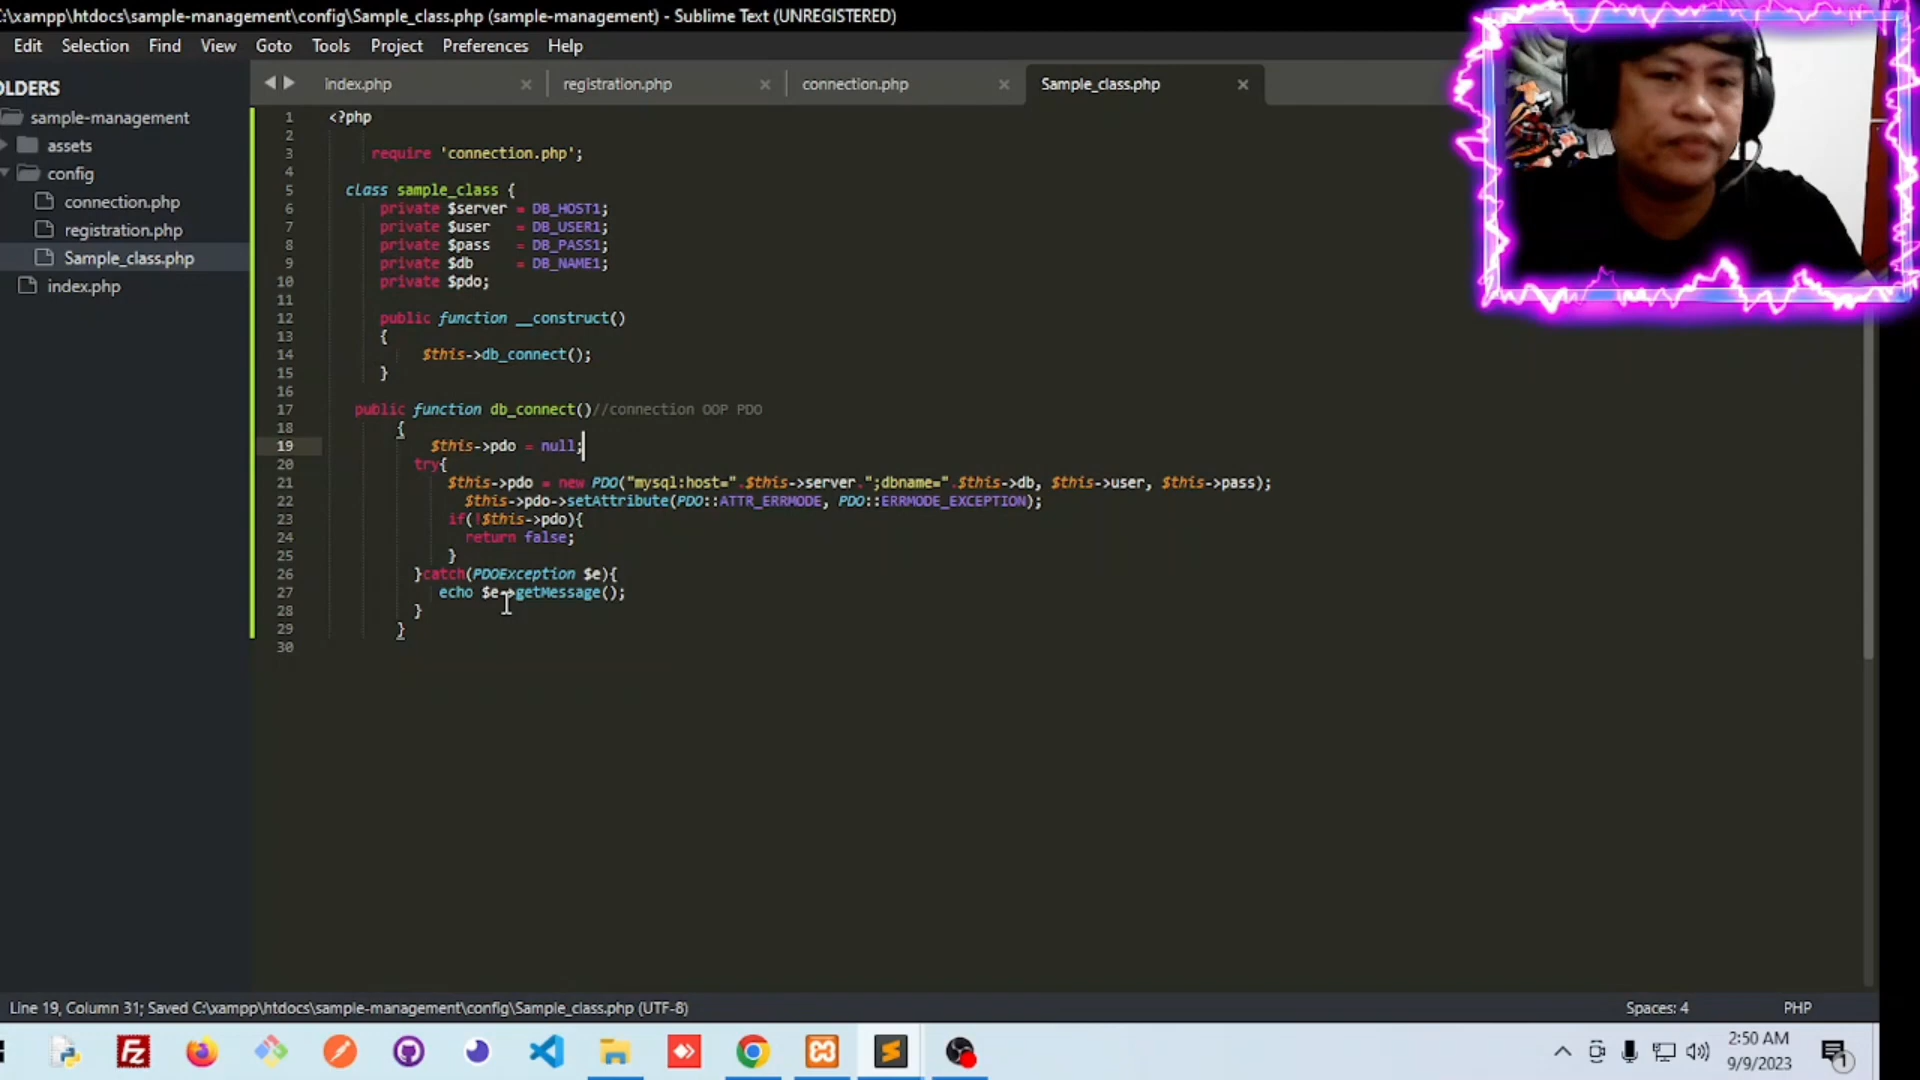 C:\xampp\htdocs\sample-management\config\Sample_class.php (sample-management) - Sublime Text (UNREGISTERED)
Edit Selection Find View Goto Tools Project Preferences Help
index.php registration.php connection.php Sample_class.php
sample-management
assets
config
connection.php
registration.php
Sample_class.php
index.php
1 <?php
2
3 require 'connection.php';
4
5 class sample_class {
6 private $server = DB_HOST1;
7 private $user = DB_USER1;
8 private $pass = DB_PASS1;
9 private $db = DB_NAME1;
10 private $pdo;
11
12 public function __construct()
13 {
14 $this->db_connect();
15 }
16
17 public function db_connect()//connection OOP PDO
18 {
19 $this->pdo = null;
20 try{
21 $this->pdo = new PDO("mysql:host=".$this->server.";dbname=".$this->db, $this->user, $this->pass);
22 $this->pdo->setAttribute(PDO::ATTR_ERRMODE, PDO::ERRMODE_EXCEPTION);
23 if(!$this->pdo){
24 return false;
25 }
26 }catch(PDOException $e){
27 echo $e->getMessage();
28 }
29 }
30
Line 19, Column 31; Saved C:\xampp\htdocs\sample-management\config\Sample_class.php (UTF-8)
Spaces: 4 PHP
2:50 AM
9/9/2023